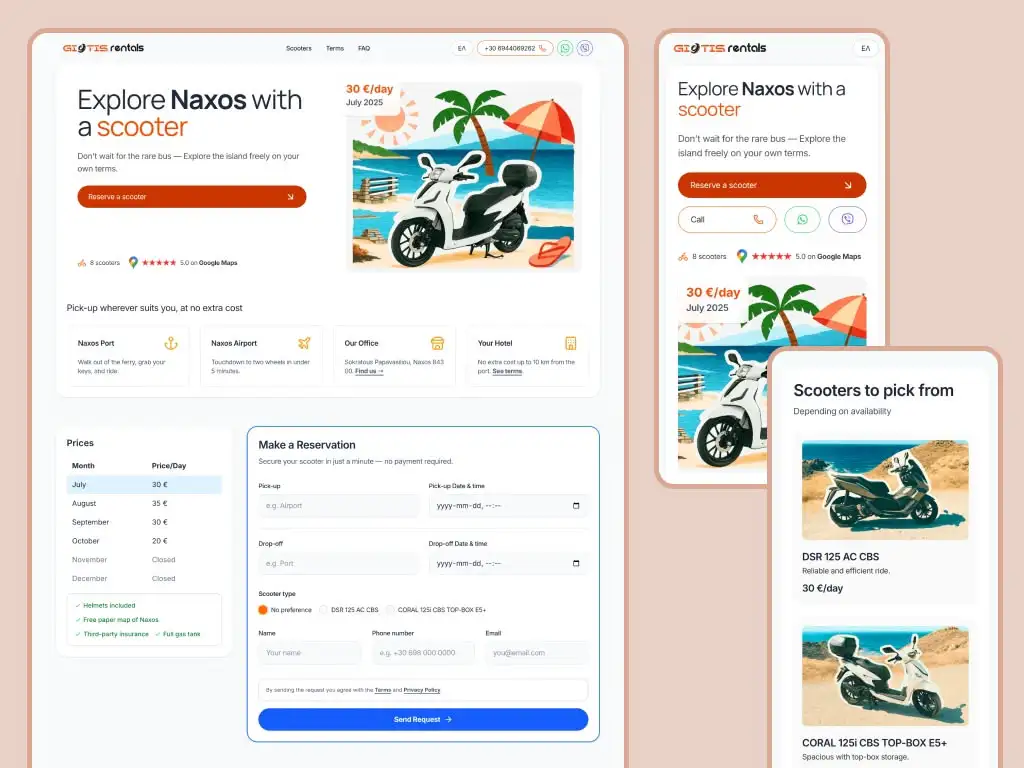 GIOTIS rentals
Scooters
Terms
FAQ
ΕΛ
+30 6944069262
Explore Naxos with
a scooter
Don't wait for the rare bus — Explore the island freely on your
own terms.
Reserve a scooter
8 scooters
5.0 on Google Maps
30 €/day
July 2025
Pick-up wherever suits you, at no extra cost
Naxos Port
Walk out of the ferry, grab your
keys, and ride.
Naxos Airport
Touchdown to two wheels in under
5 minutes.
Our Office
Sokratous Papavasiliou, Naxos 843
00. Find us →
Your Hotel
No extra cost up to 10 km from the
port. See terms.
Prices
Month Price/Day
July 30 €
August 35 €
September 30 €
October 20 €
November Closed
December Closed
✓ Helmets included
✓ Free paper map of Naxos
✓ Third-party insurance ✓ Full gas tank
Make a Reservation
Secure your scooter in just a minute — no payment required.
Pick-up
e.g. Airport
Pick-up Date & time
yyyy-mm-dd, --:--
Drop-off
e.g. Port
Drop-off Date & time
yyyy-mm-dd, --:--
Scooter type
No preference
DSR 125 AC CBS
CORAL 125i CBS TOP-BOX E5+
Name
Your name
Phone number
e.g. +30 698 000 0000
Email
you@email.com
By sending the request you agree with the Terms and Privacy Policy.
Send Request →
GIOTIS rentals
ΕΛ
Explore Naxos with a
scooter
Don't wait for the rare bus — Explore the
island freely on your own terms.
Reserve a scooter
Call
8 scooters
5.0 on Google Maps
30 €/day
July 2025
Scooters to pick from
Depending on availability
DSR 125 AC CBS
Reliable and efficient ride.
30 €/day
CORAL 125i CBS TOP-BOX E5+
Spacious with top-box storage.